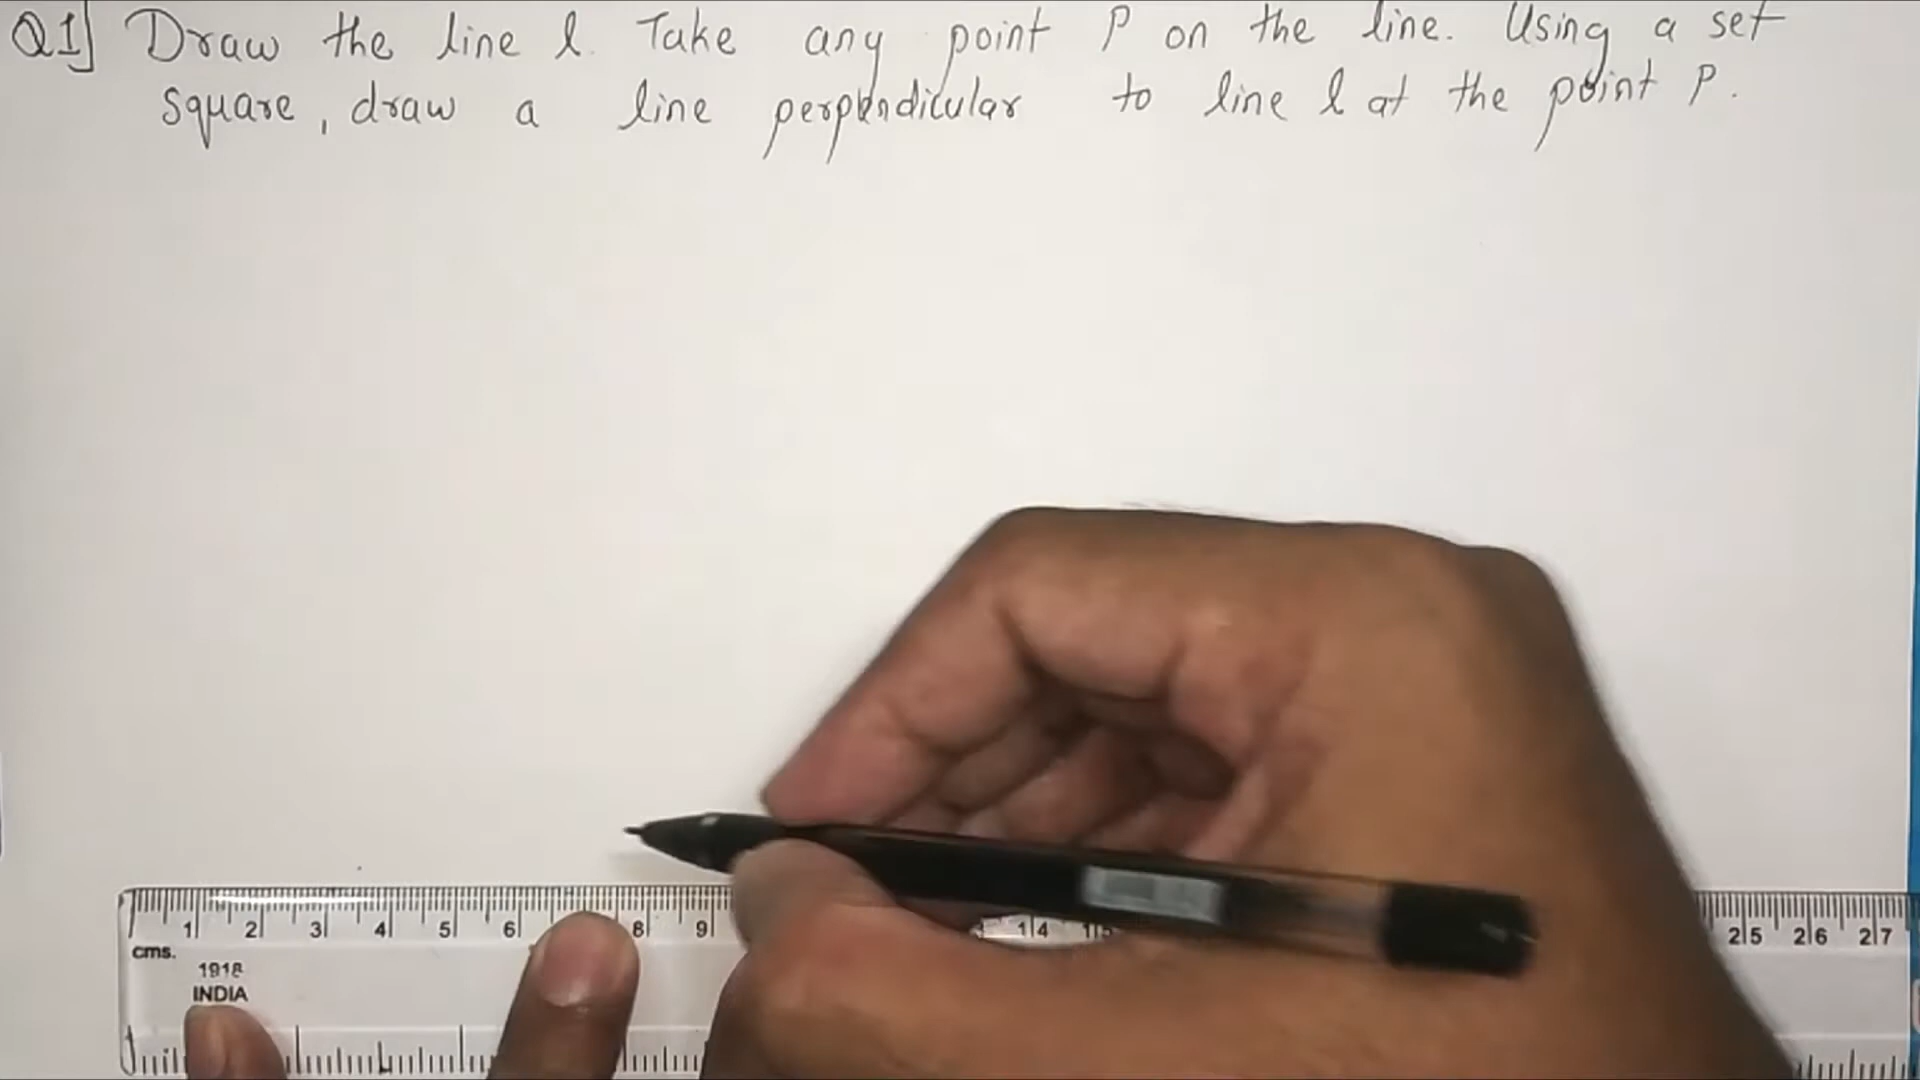 Q1] Draw the line l. Take any point P on the line. Using a set
square, draw a line perpendicular to line l at the point P.
1 2 3 4 5 6 8 9 14 15 25 26 27
cms.
1918
INDIA